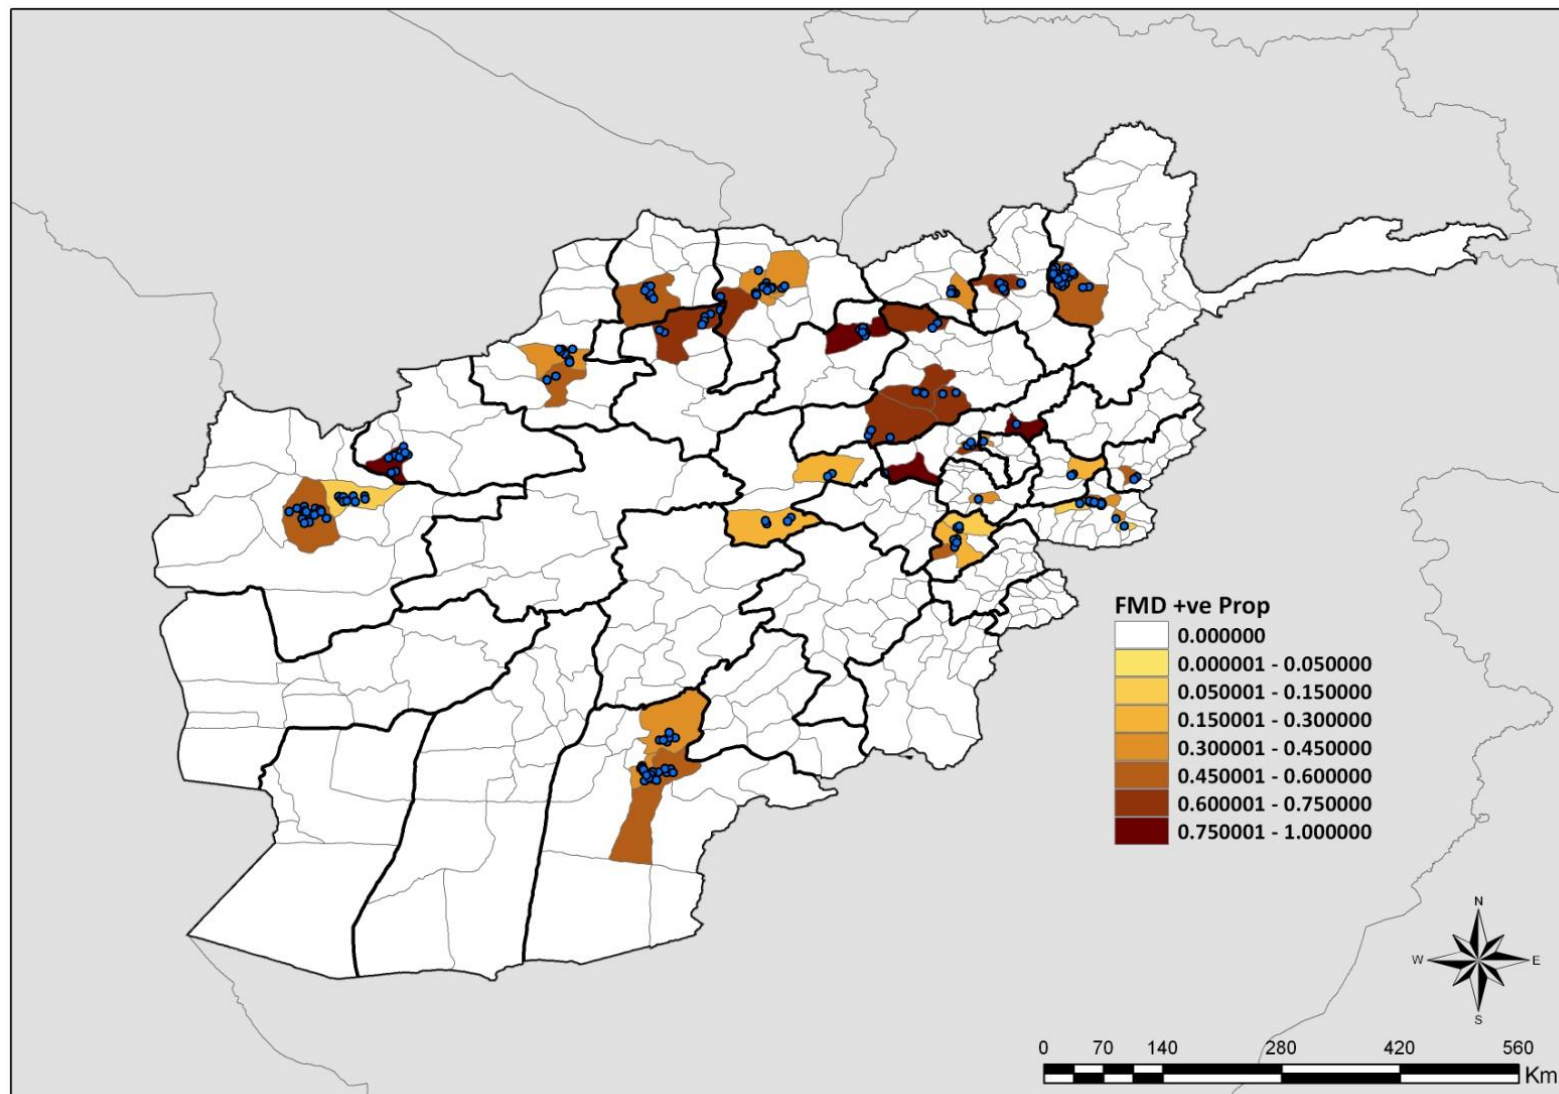 FMD +ve Prop
0.000000
0.000001 - 0.050000
0.050001 - 0.150000
0.150001 - 0.300000
0.300001 - 0.450000
0.450001 - 0.600000
0.600001 - 0.750000
0.750001 - 1.000000
N
W E
S
0 70 140 280 420 560
Km